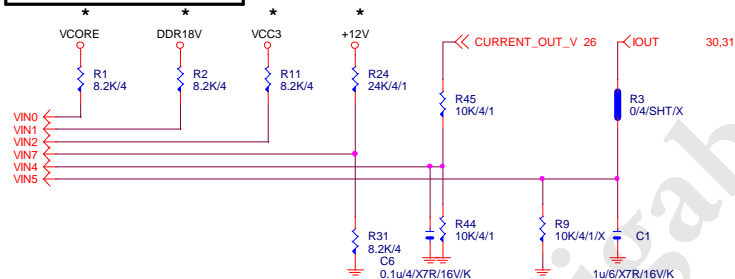 * * * *
VCORE DDR18V VCC3 +12V
CURRENT_OUT_V 26 IOUT 30,31
R1 8.2K/4
R2 8.2K/4
R11 8.2K/4
R24 24K/4/1
R45 10K/4/1
R3 0/4/SHT/X
VIN0
VIN1
VIN2
VIN7
VIN4
VIN5
R31 8.2K/4
R44 10K/4/1
R9 10K/4/1/X
C1
C6
0.1u/4/X7R/16V/K
1u/6/X7R/16V/K